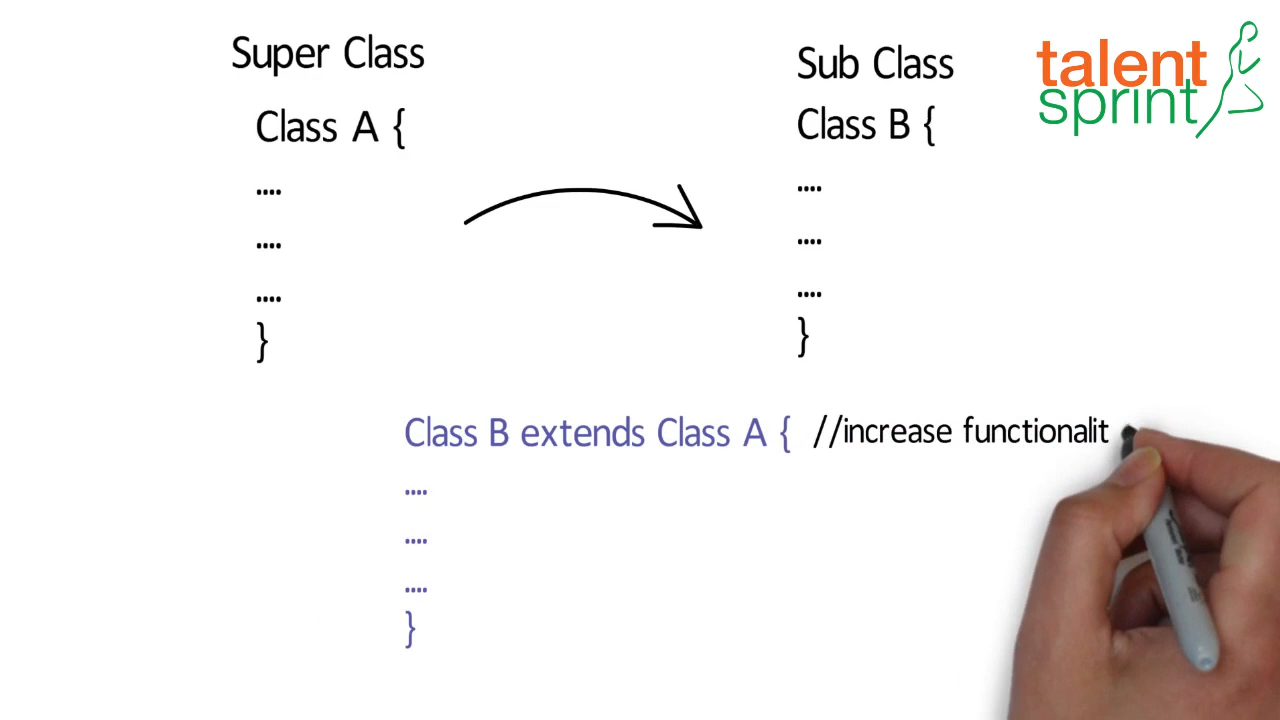 Super Class
Class A {
....
....
....
}
Sub Class
Class B {
....
....
....
}
talent
sprint
Class B extends Class A { //increase functionalit
....
....
....
}